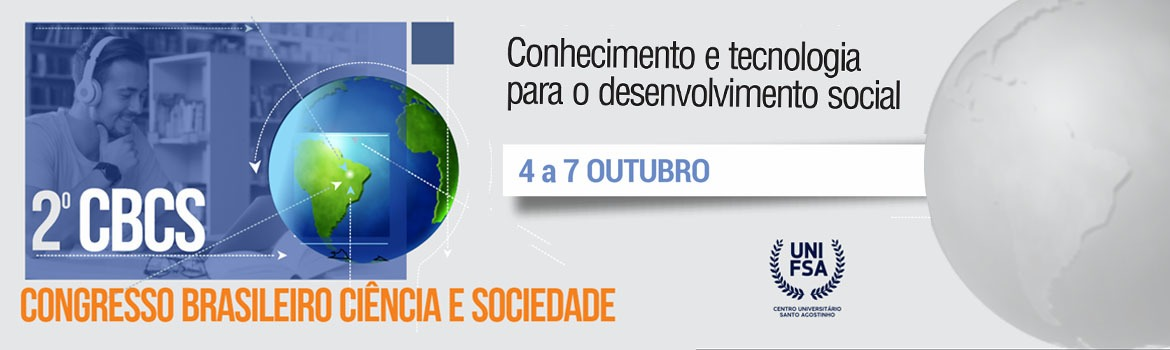 2º CBCS
CONGRESSO BRASILEIRO CIÊNCIA E SOCIEDADE
Conhecimento e tecnologia
para o desenvolvimento social
4 a 7 OUTUBRO
UNI
FSA
CENTRO UNIVERSITÁRIO
SANTO AGOSTINHO